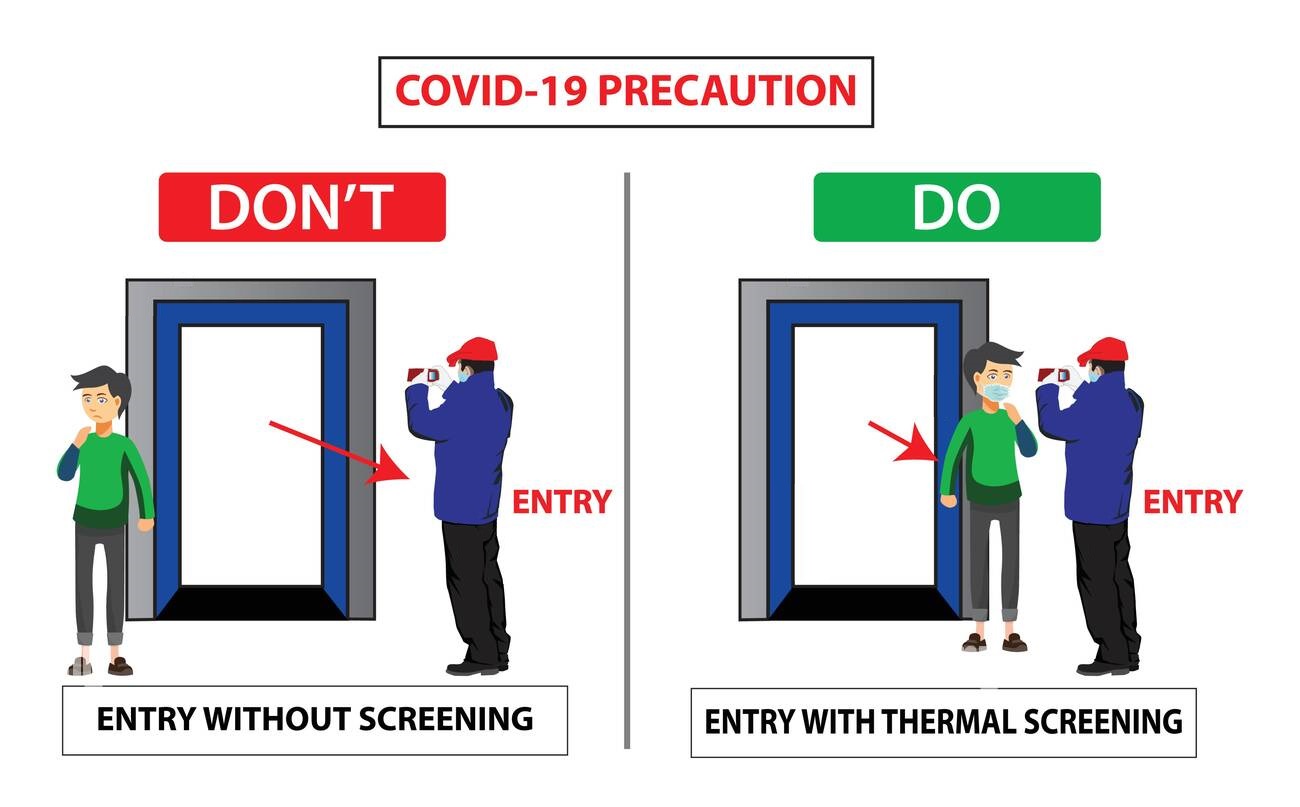 COVID-19 PRECAUTION
DON'T
DO
ENTRY
ENTRY
ENTRY WITHOUT SCREENING
ENTRY WITH THERMAL SCREENING